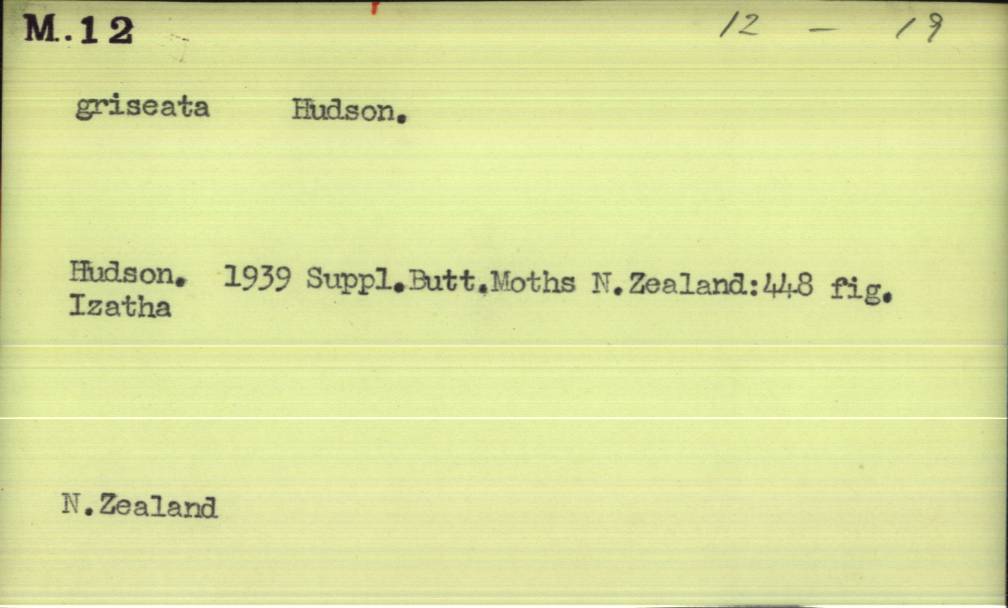 M.12 12 - 19
griseata Hudson.
Hudson. 1939 Suppl.Butt.Moths N.Zealand:448 fig.
Izatha
N.Zealand